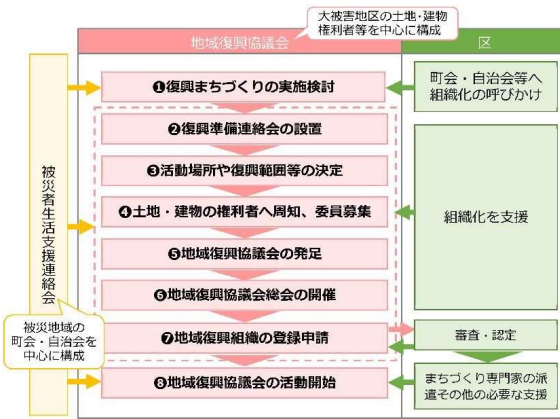 大被害地区の土地・建物
権利者等を中心に構成
地域復興協議会
区
❶復興まちづくりの実施検討
❷復興準備連絡会の設置
❸活動場所や復興範囲等の決定
❹土地・建物の権利者へ周知、委員募集
❺地域復興協議会の発足
❻地域復興協議会総会の開催
❼地域復興組織の登録申請
❽地域復興協議会の活動開始
被災者生活支援連絡会
被災地域の
町会・自治会を
中心に構成
町会・自治会等へ
組織化の呼びかけ
組織化を支援
審査・認定
まちづくり専門家の派
遣その他の必要な支援